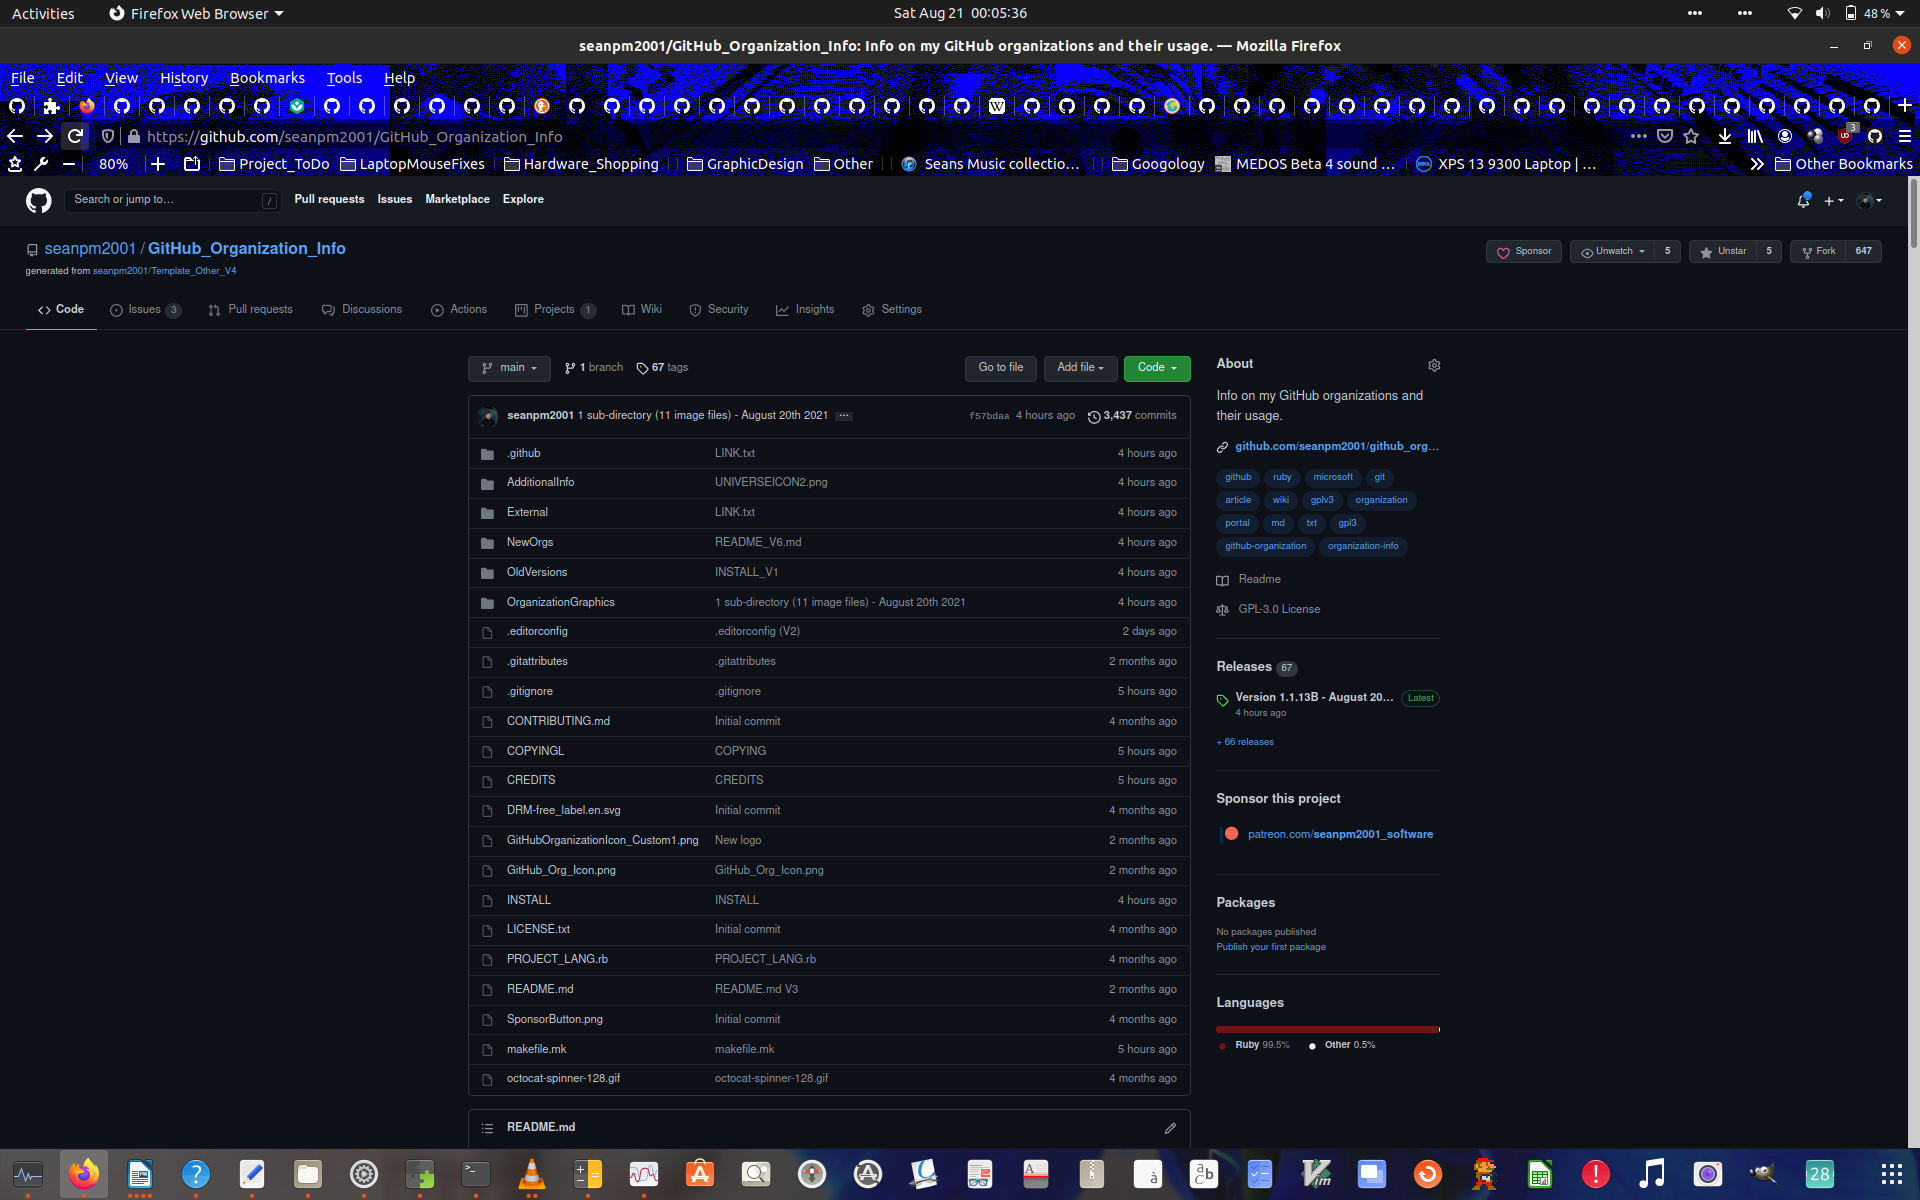 Activities Firefox Web Browser Sat Aug 21 00:05:36 48 %
seanpm2001/GitHub_Organization_Info: Info on my GitHub organizations and their usage. — Mozilla Firefox
File Edit View History Bookmarks Tools Help
https://github.com/seanpm2001/GitHub_Organization_Info 3
80% Project_ToDo LaptopMouseFixes Hardware_Shopping GraphicDesign Other Seans Music collectio… Googology MEDOS Beta 4 sound … XPS 13 9300 Laptop | … Other Bookmarks
Search or jump to… / Pull requests Issues Marketplace Explore
seanpm2001 / GitHub_Organization_Info Sponsor Unwatch 5 Unstar 5 Fork 647
generated from seanpm2001/Template_Other_V4
Code Issues 3 Pull requests Discussions Actions Projects 1 Wiki Security Insights Settings
main 1 branch 67 tags Go to file Add file Code
seanpm2001 1 sub-directory (11 image files) - August 20th 2021 ... f57bdaa 4 hours ago 3,437 commits
.github LINK.txt 4 hours ago
AdditionalInfo UNIVERSEICON2.png 4 hours ago
External LINK.txt 4 hours ago
NewOrgs README_V6.md 4 hours ago
OldVersions INSTALL_V1 4 hours ago
OrganizationGraphics 1 sub-directory (11 image files) - August 20th 2021 4 hours ago
.editorconfig .editorconfig (V2) 2 days ago
.gitattributes .gitattributes 2 months ago
.gitignore .gitignore 5 hours ago
CONTRIBUTING.md Initial commit 4 months ago
COPYINGL COPYING 5 hours ago
CREDITS CREDITS 5 hours ago
DRM-free_label.en.svg Initial commit 4 months ago
GitHubOrganizationIcon_Custom1.png New logo 2 months ago
GitHub_Org_Icon.png GitHub_Org_Icon.png 2 months ago
INSTALL INSTALL 4 hours ago
LICENSE.txt Initial commit 4 months ago
PROJECT_LANG.rb PROJECT_LANG.rb 4 months ago
README.md README.md V3 2 months ago
SponsorButton.png Initial commit 4 months ago
makefile.mk makefile.mk 5 hours ago
octocat-spinner-128.gif octocat-spinner-128.gif 4 months ago
README.md
About
Info on my GitHub organizations and
their usage.
github.com/seanpm2001/github_org…
github ruby microsoft git
article wiki gplv3 organization
portal md txt gpl3
github-organization organization-info
Readme
GPL-3.0 License
Releases 67
Version 1.1.13B - August 20… Latest
4 hours ago
+ 66 releases
Sponsor this project
patreon.com/seanpm2001_software
Packages
No packages published
Publish your first package
Languages
Ruby 99.5% Other 0.5%
28